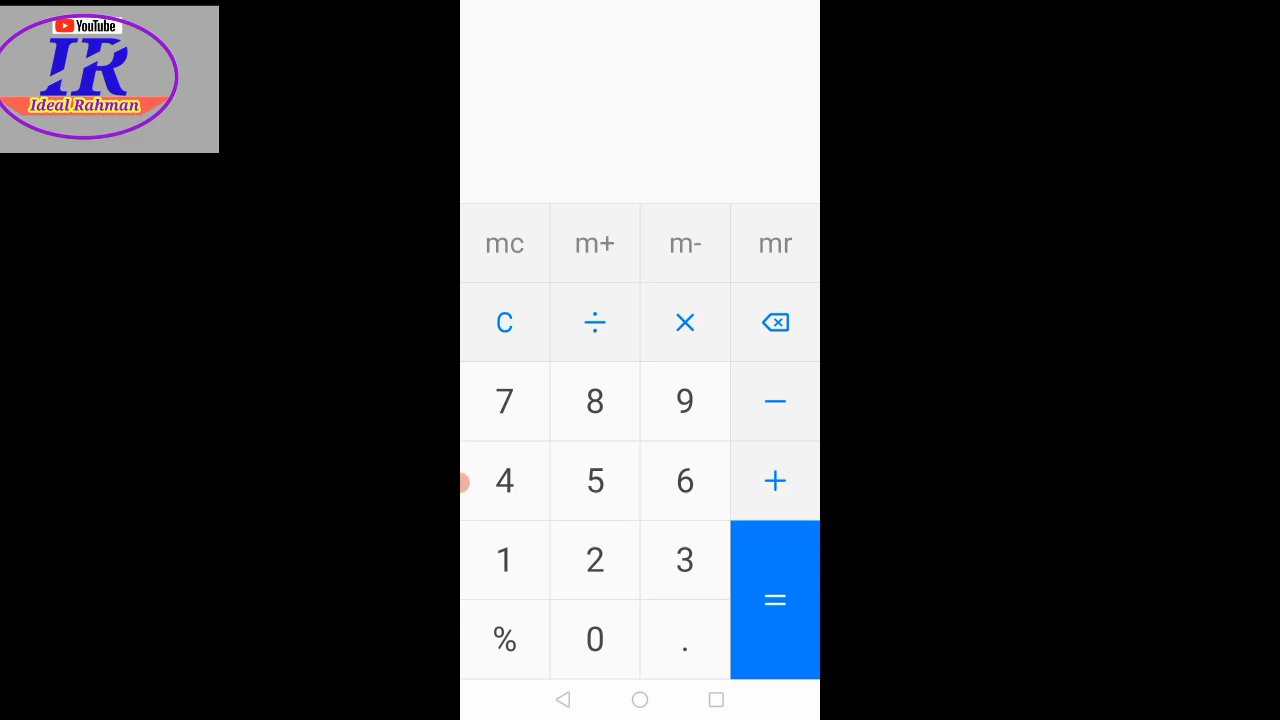 YouTube
IR
Ideal Rahman
mc m+ m- mr
C ÷ ×
7 8 9 −
4 5 6 +
1 2 3
=
% 0 .